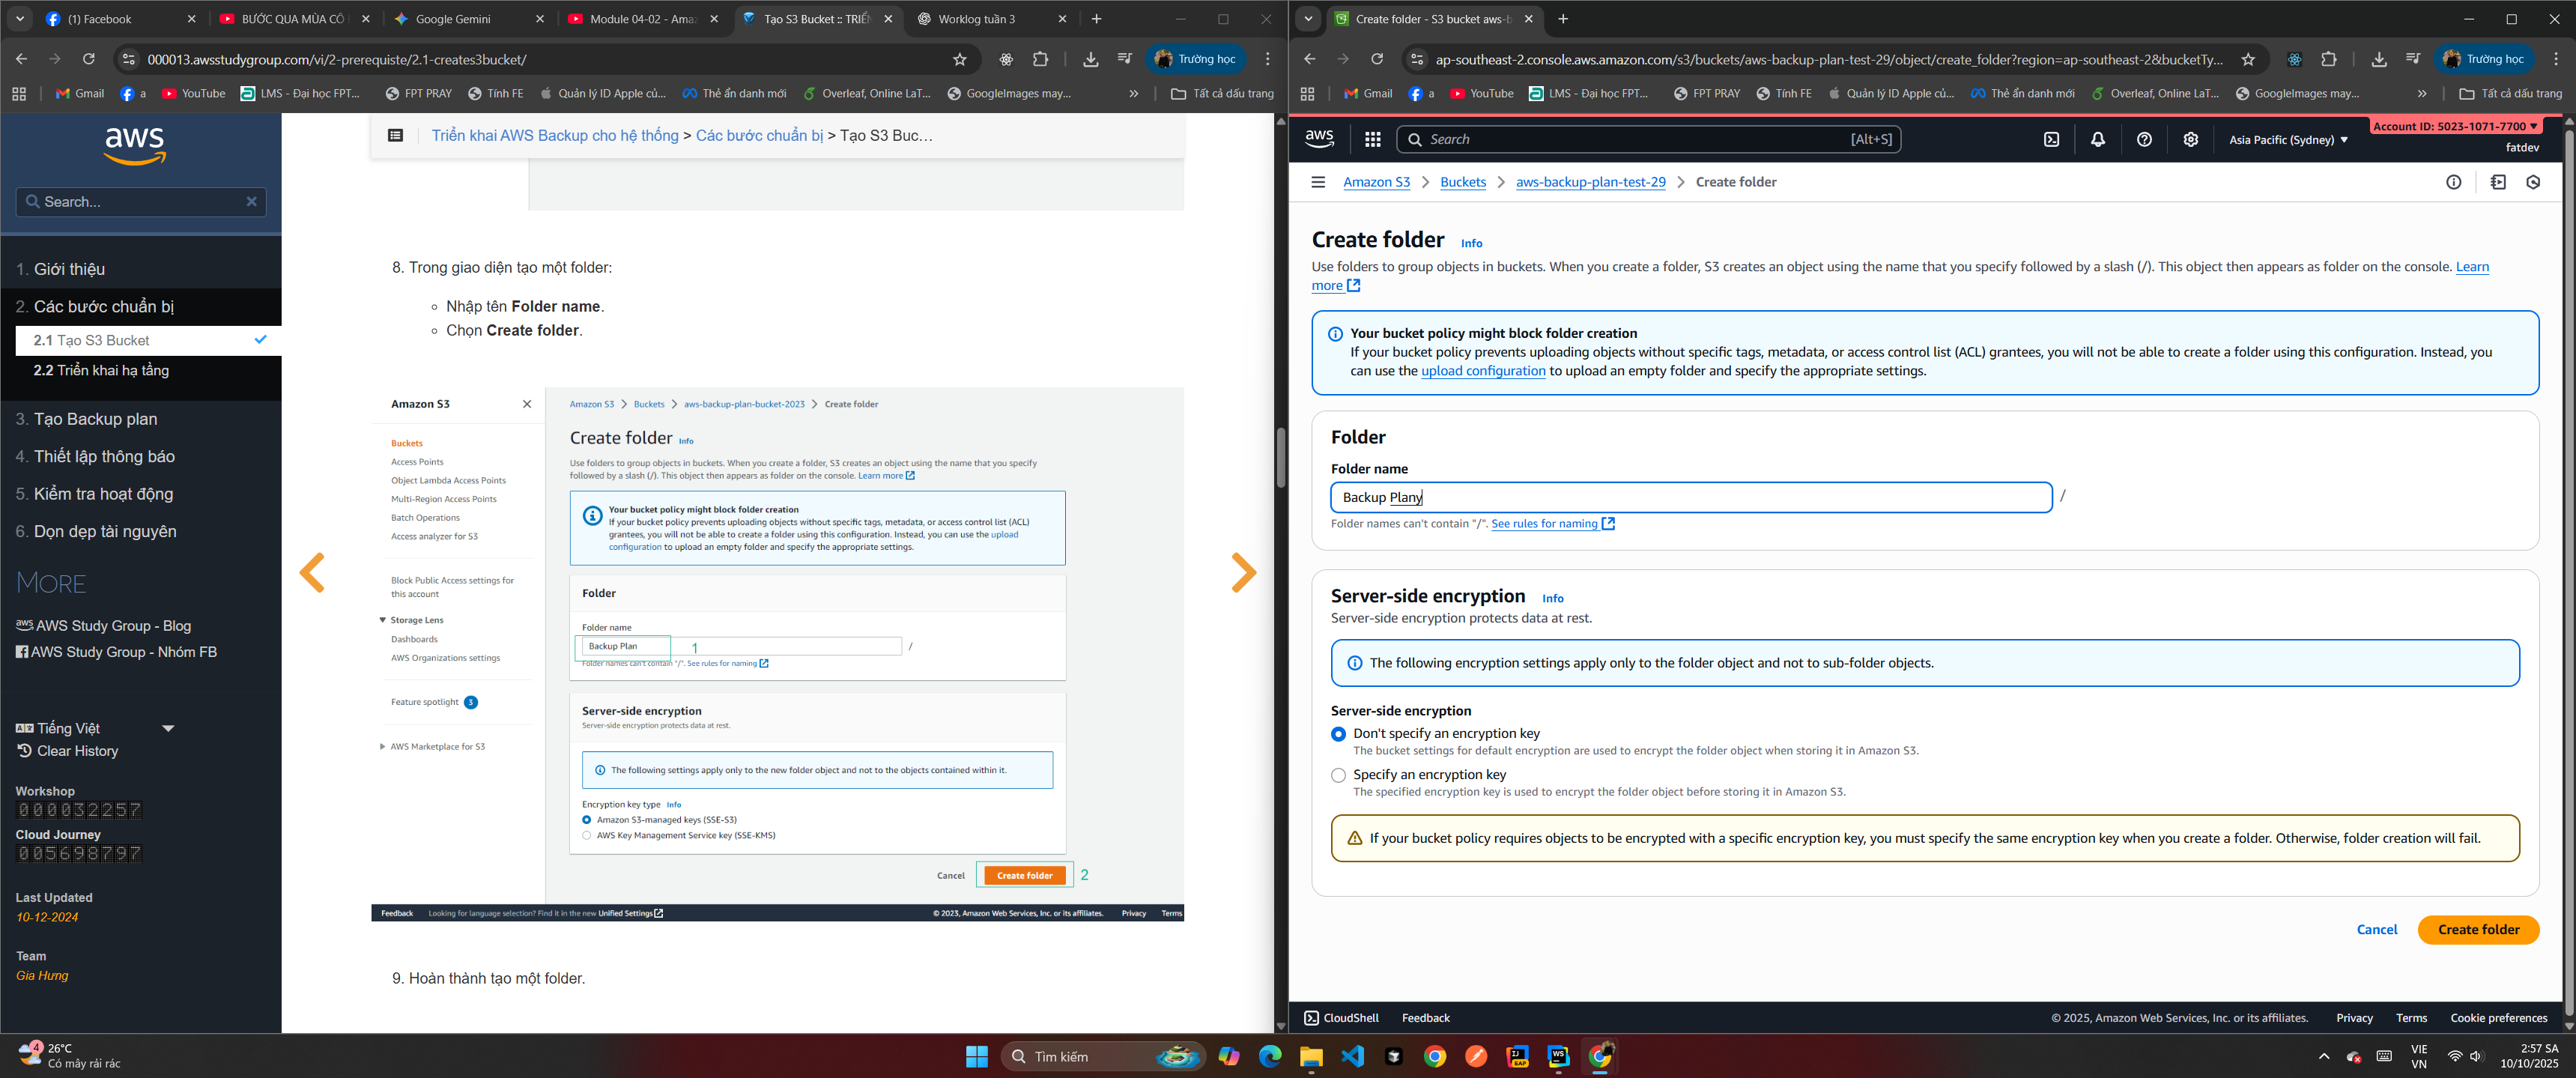 (1) Facebook
BƯỚC QUA MÙA CÔ
Google Gemini
Module 04-02 - Amaz
Tạo S3 Bucket :: TRIỂN
Worklog tuần 3
000013.awsstudygroup.com/vi/2-prerequiste/2.1-creates3bucket/
Trường học
Gmail
a
YouTube
LMS - Đại học FPT...
FPT PRAY
Tính FE
Quản lý ID Apple củ...
Thẻ ẩn danh mới
Overleaf, Online LaT...
GoogleImages may...
Tất cả dấu trang
aws
Search...
1. Giới thiệu
2. Các bước chuẩn bị
2.1 Tạo S3 Bucket
2.2 Triển khai hạ tầng
3. Tạo Backup plan
4. Thiết lập thông báo
5. Kiểm tra hoạt động
6. Dọn dẹp tài nguyên
MORE
aws AWS Study Group - Blog
AWS Study Group - Nhóm FB
Tiếng Việt
Clear History
Workshop
000032257
Cloud Journey
005698797
Last Updated
10-12-2024
Team
Gia Hưng
Triển khai AWS Backup cho hệ thống > Các bước chuẩn bị > Tạo S3 Buc...
8. Trong giao diện tạo một folder:
Nhập tên Folder name.
Chọn Create folder.
Amazon S3
Buckets
Access Points
Object Lambda Access Points
Multi-Region Access Points
Batch Operations
Access analyzer for S3
Block Public Access settings for
this account
Storage Lens
Dashboards
AWS Organizations settings
Feature spotlight 3
AWS Marketplace for S3
Amazon S3 > Buckets > aws-backup-plan-bucket-2023 > Create folder
Create folder Info
Use folders to group objects in buckets. When you create a folder, S3 creates an object using the name that you specify
followed by a slash (/). This object then appears as folder on the console. Learn more
Your bucket policy might block folder creation
If your bucket policy prevents uploading objects without specific tags, metadata, or access control list (ACL)
grantees, you will not be able to create a folder using this configuration. Instead, you can use the upload
configuration to upload an empty folder and specify the appropriate settings.
Folder
Folder name
Backup Plan 1 /
Folder names can't contain "/". See rules for naming
Server-side encryption
Server-side encryption protects data at rest.
The following settings apply only to the new folder object and not to the objects contained within it.
Encryption key type Info
Amazon S3-managed keys (SSE-S3)
AWS Key Management Service key (SSE-KMS)
Cancel Create folder 2
Feedback Looking for language selection? Find it in the new Unified Settings © 2023, Amazon Web Services, Inc. or its affiliates. Privacy Terms
9. Hoàn thành tạo một folder.
Create folder - S3 bucket aws-b
ap-southeast-2.console.aws.amazon.com/s3/buckets/aws-backup-plan-test-29/object/create_folder?region=ap-southeast-2&bucketTy...
Trường học
Gmail
a
YouTube
LMS - Đại học FPT...
FPT PRAY
Tính FE
Quản lý ID Apple củ...
Thẻ ẩn danh mới
Overleaf, Online LaT...
GoogleImages may...
Tất cả dấu trang
aws
Search [Alt+S]
Asia Pacific (Sydney)
Account ID: 5023-1071-7700
fatdev
Amazon S3 > Buckets > aws-backup-plan-test-29 > Create folder
Create folder Info
Use folders to group objects in buckets. When you create a folder, S3 creates an object using the name that you specify followed by a slash (/). This object then appears as folder on the console. Learn
more
Your bucket policy might block folder creation
If your bucket policy prevents uploading objects without specific tags, metadata, or access control list (ACL) grantees, you will not be able to create a folder using this configuration. Instead, you
can use the upload configuration to upload an empty folder and specify the appropriate settings.
Folder
Folder name
Backup Plany /
Folder names can't contain "/". See rules for naming
Server-side encryption Info
Server-side encryption protects data at rest.
The following encryption settings apply only to the folder object and not to sub-folder objects.
Server-side encryption
Don't specify an encryption key
The bucket settings for default encryption are used to encrypt the folder object when storing it in Amazon S3.
Specify an encryption key
The specified encryption key is used to encrypt the folder object before storing it in Amazon S3.
If your bucket policy requires objects to be encrypted with a specific encryption key, you must specify the same encryption key when you create a folder. Otherwise, folder creation will fail.
Cancel Create folder
CloudShell Feedback © 2025, Amazon Web Services, Inc. or its affiliates. Privacy Terms Cookie preferences
4
26°C
Có mây rải rác
Tìm kiếm
VIE
VN
2:57 SA
10/10/2025